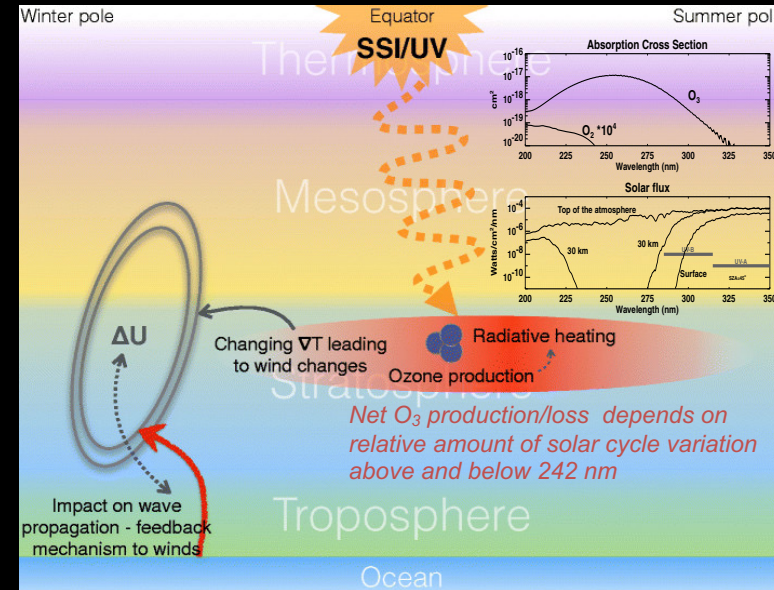 Winter pole
Equator
Summer pol
SSI/UV
Thermosphere
Absorption Cross Section
10⁻¹⁶
10⁻¹⁷
10⁻¹⁸
10⁻¹⁹
10⁻²⁰
cm²
O₃
O₂ *10⁴
200 225 250 275 300 325 350
Wavelength (nm)
Mesosphere
Solar flux
10⁻⁴
10⁻⁶
10⁻⁸
10⁻¹⁰
Watts/cm²/nm
Top of the atmosphere
30 km
30 km
UV-B
UV-A
Surface
SZA=45°
200 225 250 275 300 325 350
Wavelength (nm)
ΔU
Changing ∇T leading
to wind changes
Radiative heating
Ozone production
Stratosphere
Net O₃ production/loss depends on
relative amount of solar cycle variation
above and below 242 nm
Impact on wave
propagation - feedback
mechanism to winds
Troposphere
Ocean